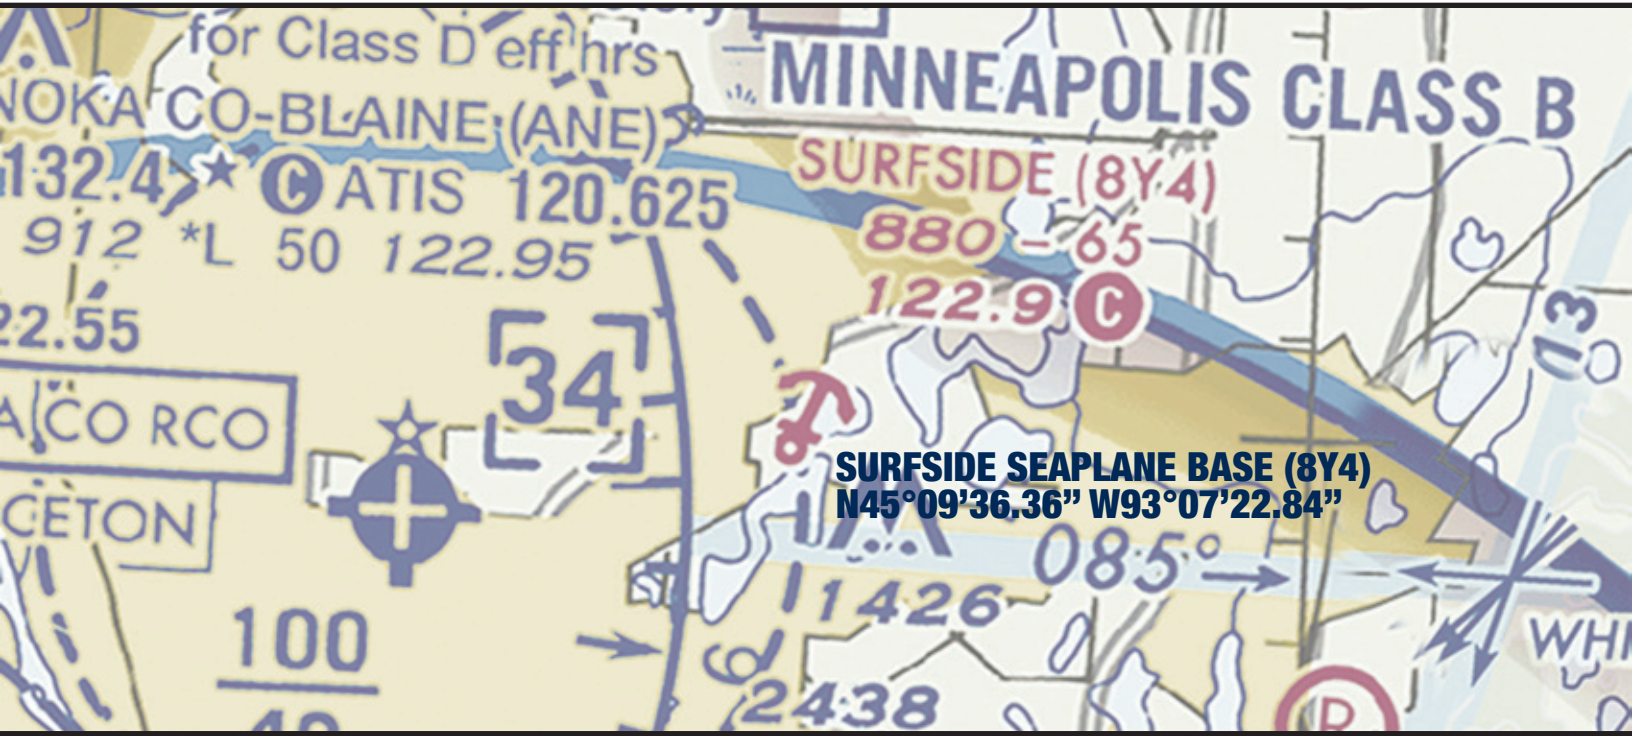 for Class D eff hrs
NOKA CO-BLAINE (ANE)
132.4 ★ C ATIS 120.625
912 *L 50 122.95
22.55
MINNEAPOLIS CLASS B
SURFSIDE (8Y4)
880 – 65
122.9 C
34
CO RCO
CETON
13
SURFSIDE SEAPLANE BASE (8Y4)
N45°09’36.36” W93°07’22.84”
085°
1426
100
2438
WHI
R